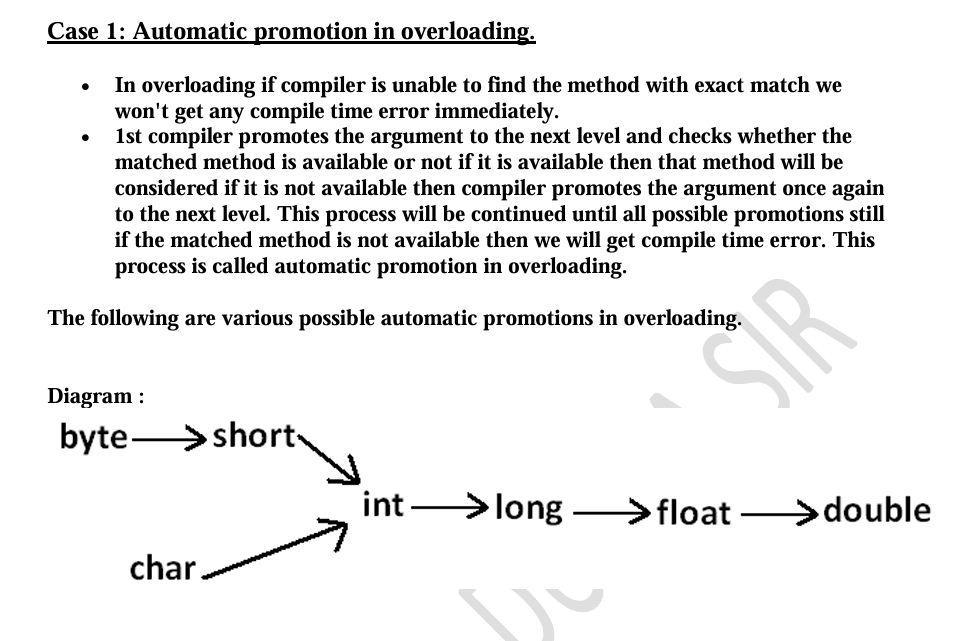 Case 1: Automatic promotion in overloading.
• In overloading if compiler is unable to find the method with exact match we
won't get any compile time error immediately.
• 1st compiler promotes the argument to the next level and checks whether the
matched method is available or not if it is available then that method will be
considered if it is not available then compiler promotes the argument once again
to the next level. This process will be continued until all possible promotions still
if the matched method is not available then we will get compile time error. This
process is called automatic promotion in overloading.
The following are various possible automatic promotions in overloading.
Diagram :
byte short
int long float double
char
SIR